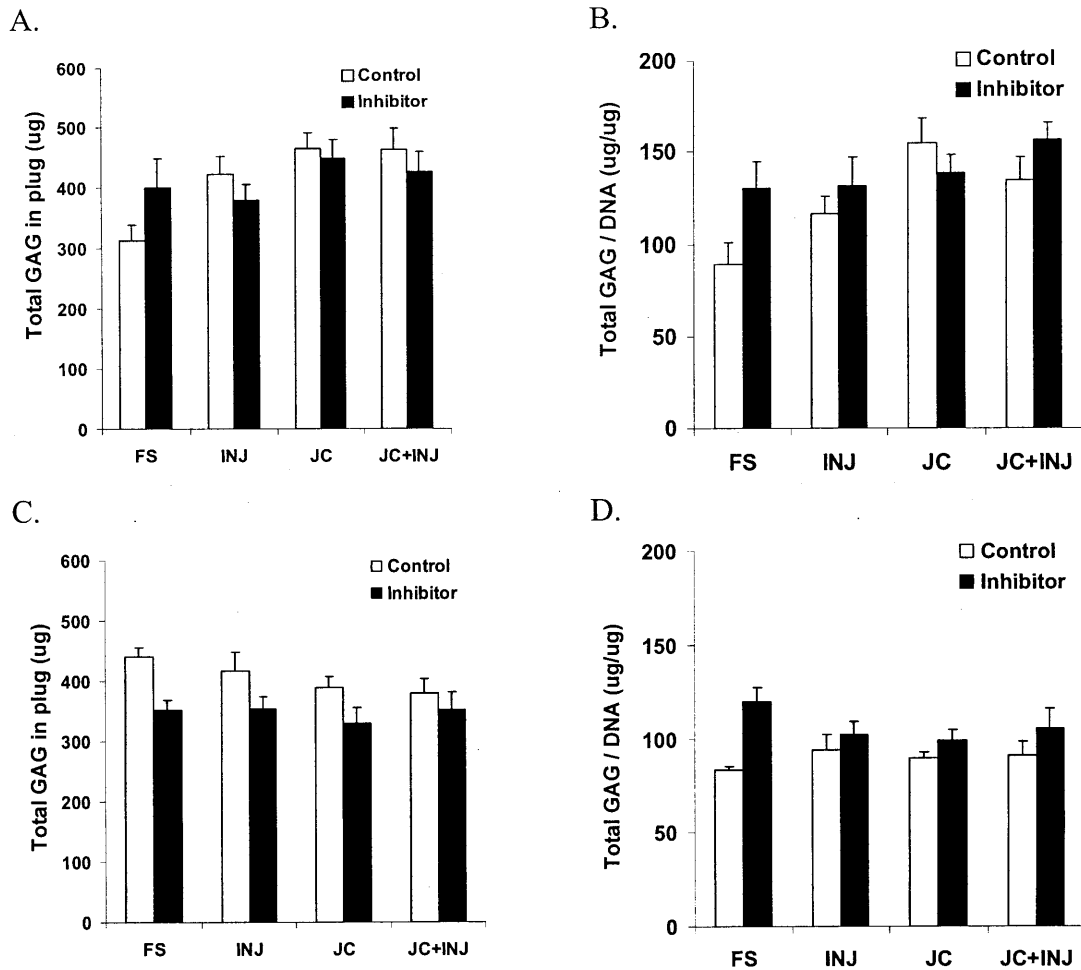 A.
Total GAG in plug (ug)
600
500
400
300
200
100
0
Control
Inhibitor
FS INJ JC JC+INJ
B.
Total GAG / DNA (ug/ug)
200
150
100
50
0
Control
Inhibitor
FS INJ JC JC+INJ
C.
Total GAG in plug (ug)
600
500
400
300
200
100
0
Control
Inhibitor
FS INJ JC JC+INJ
D.
Total GAG / DNA (ug/ug)
200
150
100
50
0
Control
Inhibitor
FS INJ JC JC+INJ